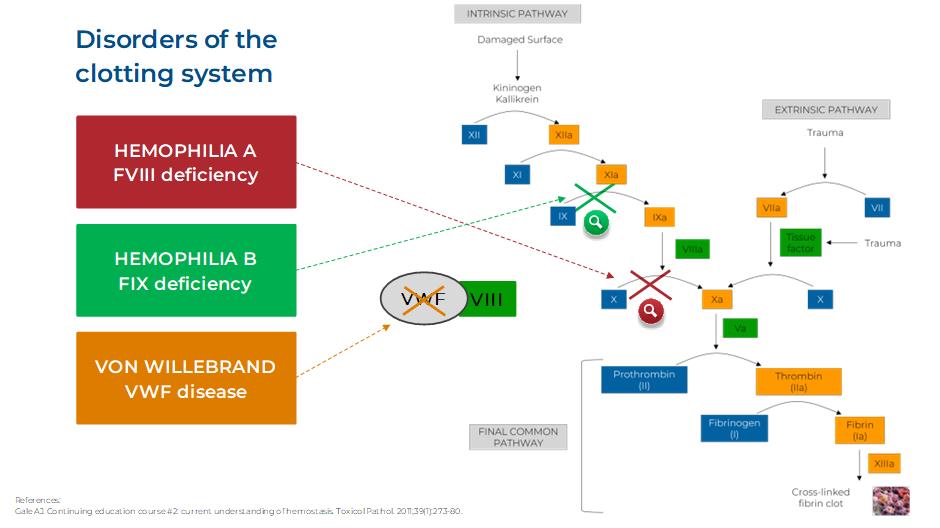 Disorders of the
clotting system
HEMOPHILIA A
FVIII deficiency
HEMOPHILIA B
FIX deficiency
VON WILLEBRAND
VWF disease
VWF
VIII
INTRINSIC PATHWAY
Damaged Surface
Kininogen
Kallikrein
XII
XIIa
XI
XIa
IX
IXa
VIIIa
X
Xa
X
EXTRINSIC PATHWAY
Trauma
VIIa
VII
Tissue
factor
Trauma
Va
Prothrombin
(II)
Thrombin
(IIa)
Fibrinogen
(I)
Fibrin
(Ia)
XIIIa
FINAL COMMON
PATHWAY
Cross-linked
fibrin clot
References:
Gale AJ. Continuing education course #2: current understanding of hemostasis. Toxicol Pathol. 2011;39(1):273-80.